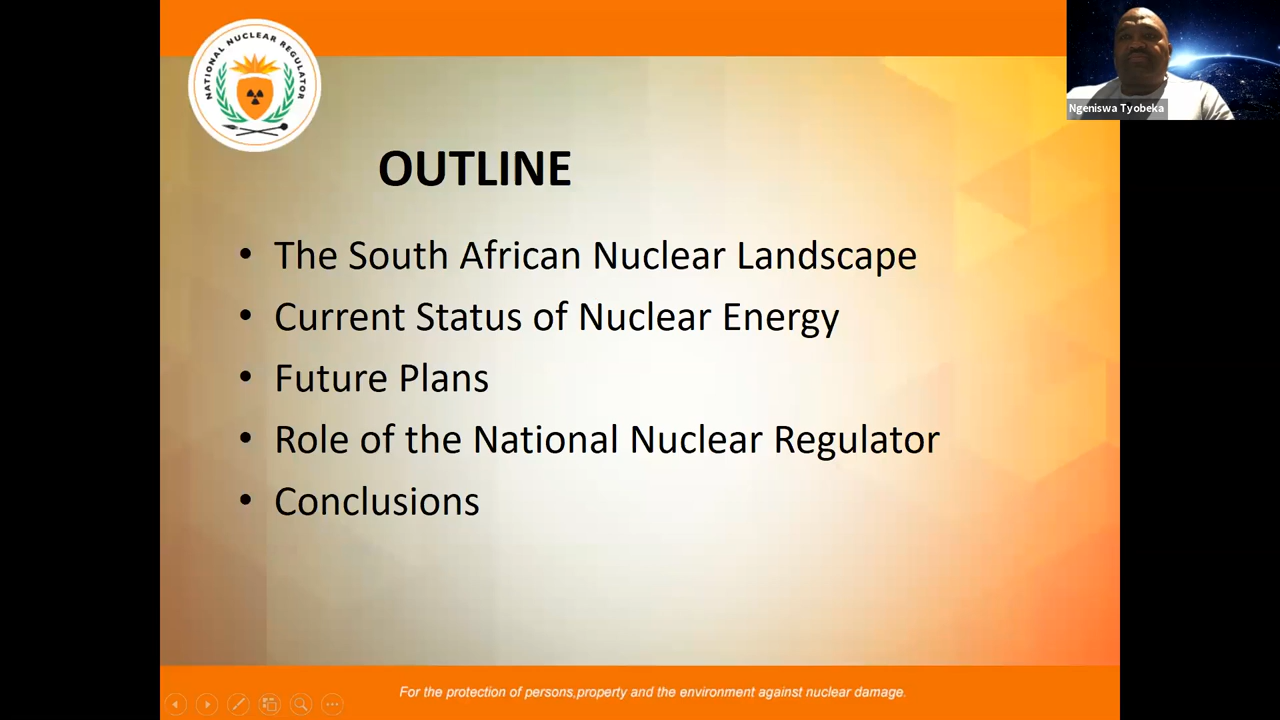 NATIONAL NUCLEAR REGULATOR
Ngeniswa Tyobeka
OUTLINE
• The South African Nuclear Landscape
• Current Status of Nuclear Energy
• Future Plans
• Role of the National Nuclear Regulator
• Conclusions
For the protection of persons,property and the environment against nuclear damage.